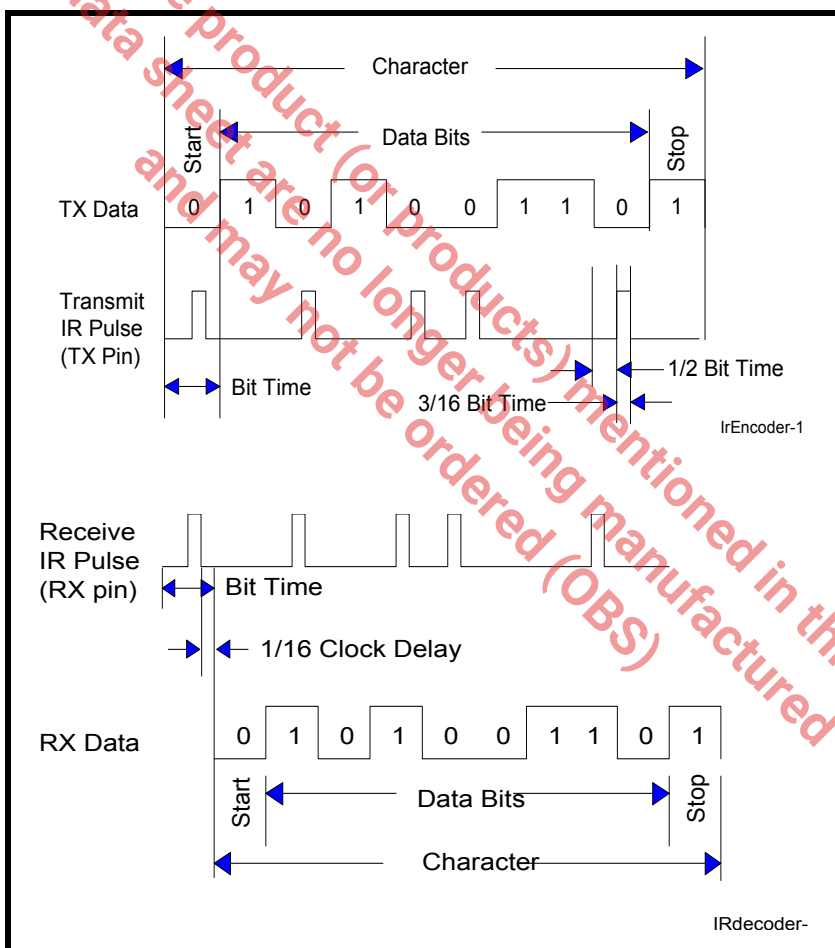 Character
Start
Data Bits
Stop
TX Data
0 1 0 1 0 0 1 1 0 1
Transmit
IR Pulse
(TX Pin)
Bit Time
1/2 Bit Time
3/16 Bit Time
IrEncoder-1
Receive
IR Pulse
(RX pin)
Bit Time
1/16 Clock Delay
RX Data
0 1 0 1 0 0 1 1 0 1
Start
Data Bits
Stop
Character
IRdecoder-
product (or products) mentioned in
data sheet are no longer being manufactured
and may not be ordered (OBS)